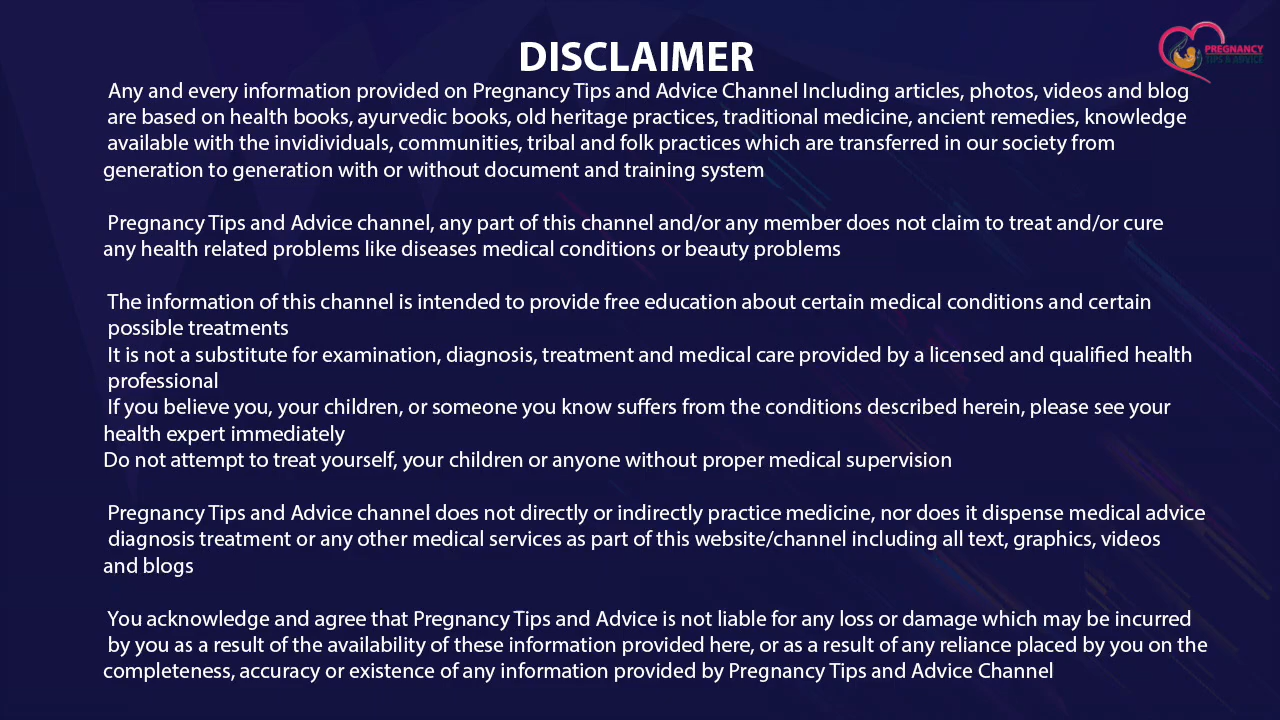 DISCLAIMER
PREGNANCY
TIPS & ADVICE
Any and every information provided on Pregnancy Tips and Advice Channel Including articles, photos, videos and blog
are based on health books, ayurvedic books, old heritage practices, traditional medicine, ancient remedies, knowledge
available with the invidividuals, communities, tribal and folk practices which are transferred in our society from
generation to generation with or without document and training system
Pregnancy Tips and Advice channel, any part of this channel and/or any member does not claim to treat and/or cure
any health related problems like diseases medical conditions or beauty problems
The information of this channel is intended to provide free education about certain medical conditions and certain
possible treatments
It is not a substitute for examination, diagnosis, treatment and medical care provided by a licensed and qualified health
professional
If you believe you, your children, or someone you know suffers from the conditions described herein, please see your
health expert immediately
Do not attempt to treat yourself, your children or anyone without proper medical supervision
Pregnancy Tips and Advice channel does not directly or indirectly practice medicine, nor does it dispense medical advice
diagnosis treatment or any other medical services as part of this website/channel including all text, graphics, videos
and blogs
You acknowledge and agree that Pregnancy Tips and Advice is not liable for any loss or damage which may be incurred
by you as a result of the availability of these information provided here, or as a result of any reliance placed by you on the
completeness, accuracy or existence of any information provided by Pregnancy Tips and Advice Channel